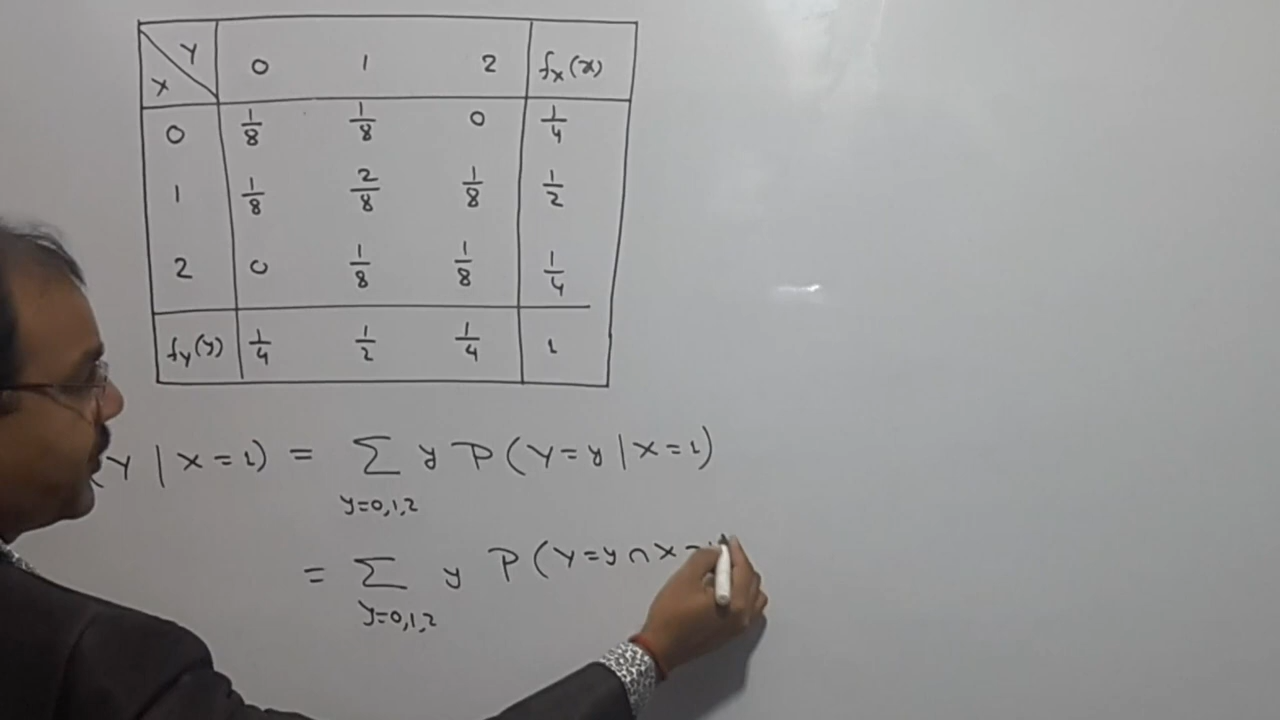 Y 0 1 2 fX(x)
X
0 1/8 1/8 0 1/4
1 1/8 2/8 1/8 1/2
2 0 1/8 1/8 1/4
fY(y) 1/4 1/2 1/4 1
(Y | X=1) = ∑ y P(Y=y | X=1)
y=0,1,2
= ∑ y P(Y=y ∩ X=
y=0,1,2